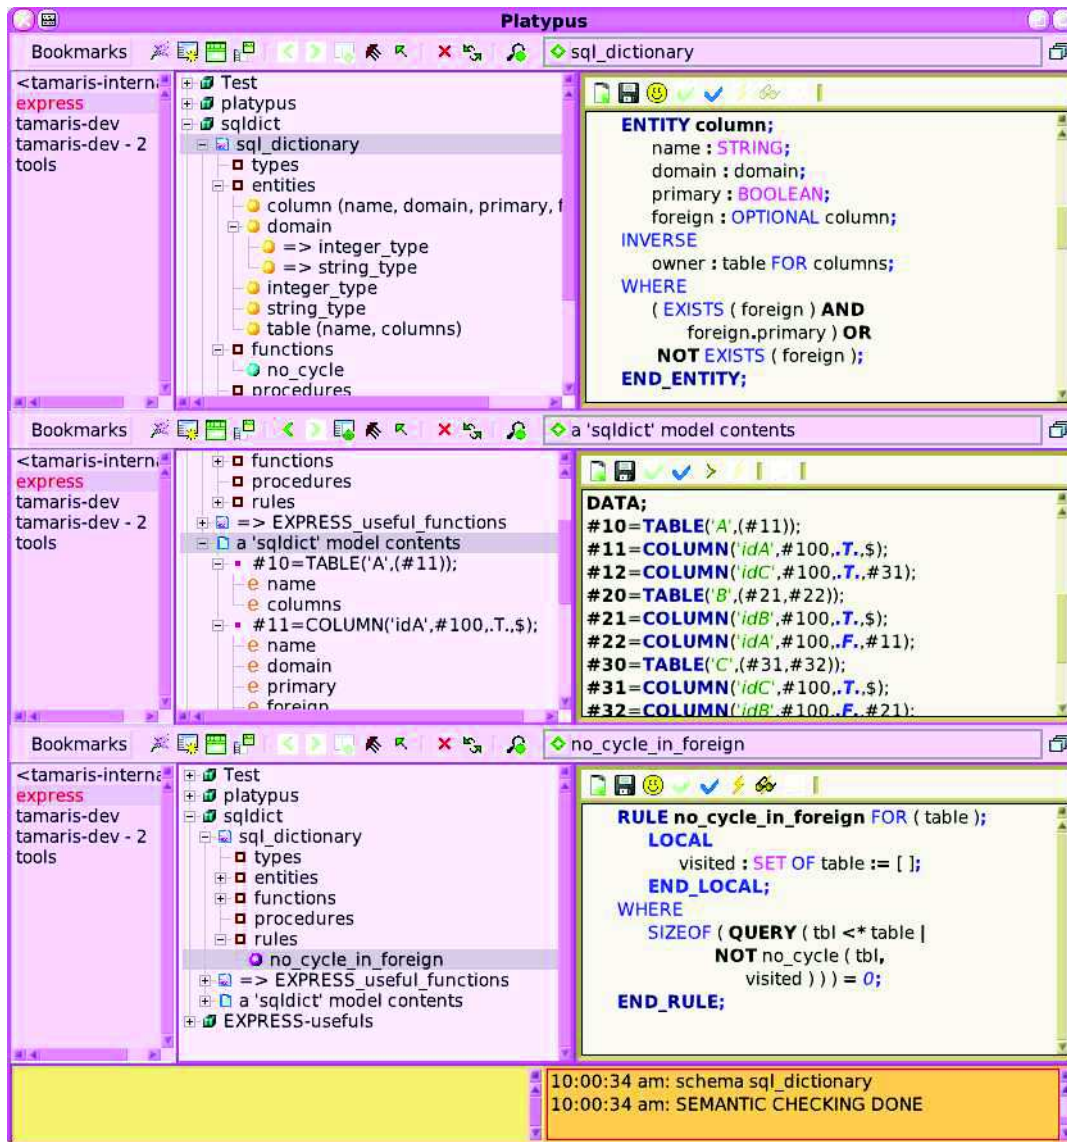 Platypus
Bookmarks
sql_dictionary
<tamaris-interna
express
tamaris-dev
tamaris-dev - 2
tools
Test
platypus
sqldict
sql_dictionary
types
entities
column (name, domain, primary, f
domain
=> integer_type
=> string_type
integer_type
string_type
table (name, columns)
functions
no_cycle
procedures
ENTITY column;
name : STRING;
domain : domain;
primary : BOOLEAN;
foreign : OPTIONAL column;
INVERSE
owner : table FOR columns;
WHERE
( EXISTS ( foreign ) AND
foreign.primary ) OR
NOT EXISTS ( foreign );
END_ENTITY;
Bookmarks
a 'sqldict' model contents
<tamaris-interna
express
tamaris-dev
tamaris-dev - 2
tools
functions
procedures
rules
=> EXPRESS_useful_functions
a 'sqldict' model contents
#10=TABLE('A',(#11));
name
columns
#11=COLUMN('idA',#100,.T.,$);
name
domain
primary
foreign
DATA;
#10=TABLE('A',(#11));
#11=COLUMN('idA',#100,.T.,$);
#12=COLUMN('idC',#100,.T.,#31);
#20=TABLE('B',(#21,#22));
#21=COLUMN('idB',#100,.T.,$);
#22=COLUMN('idA',#100,.F.,#11);
#30=TABLE('C',(#31,#32));
#31=COLUMN('idC',#100,.T.,$);
#32=COLUMN('idB',#100,.F.,#21);
Bookmarks
no_cycle_in_foreign
<tamaris-interna
express
tamaris-dev
tamaris-dev - 2
tools
Test
platypus
sqldict
sql_dictionary
types
entities
functions
procedures
rules
no_cycle_in_foreign
=> EXPRESS_useful_functions
a 'sqldict' model contents
EXPRESS-usefuls
RULE no_cycle_in_foreign FOR ( table );
LOCAL
visited : SET OF table := [ ];
END_LOCAL;
WHERE
SIZEOF ( QUERY ( tbl <* table |
NOT no_cycle ( tbl,
visited ) ) ) = 0;
END_RULE;
10:00:34 am: schema sql_dictionary
10:00:34 am: SEMANTIC CHECKING DONE